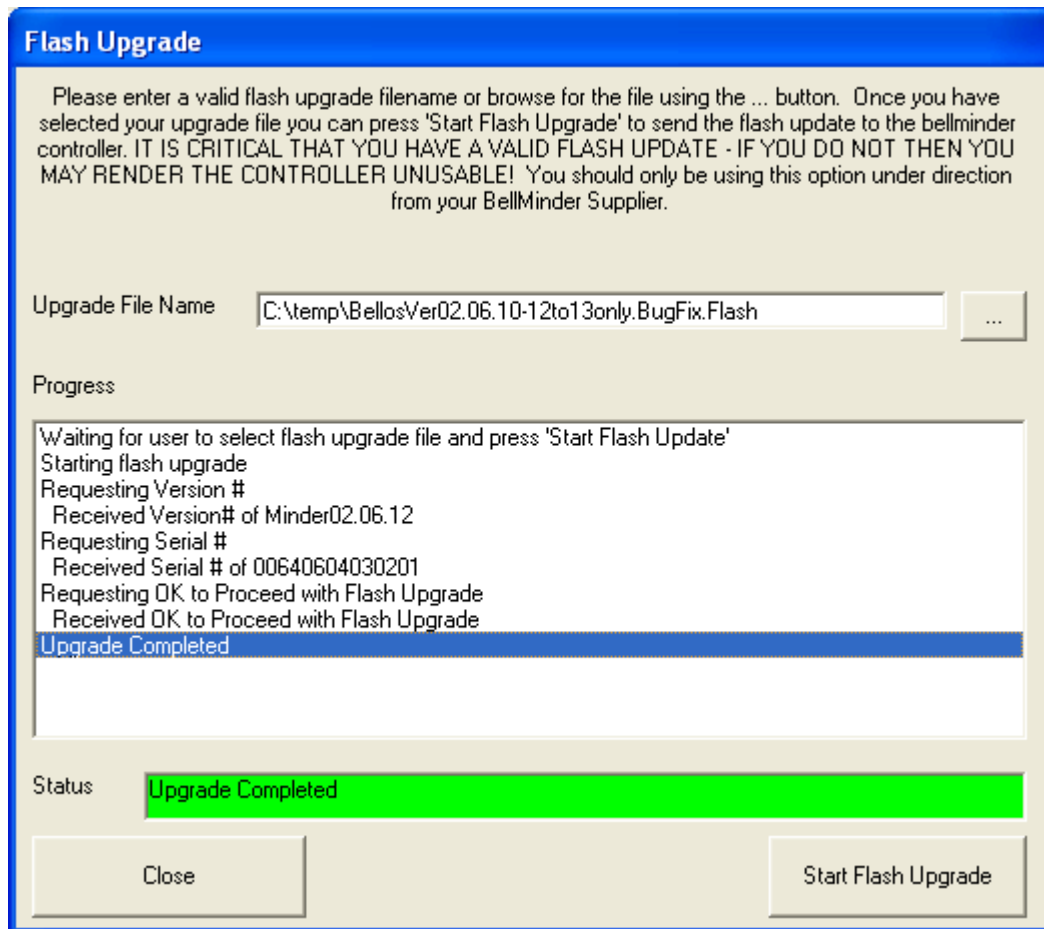 Flash Upgrade
Please enter a valid flash upgrade filename or browse for the file using the ... button.  Once you have
selected your upgrade file you can press 'Start Flash Upgrade' to send the flash update to the bellminder
controller. IT IS CRITICAL THAT YOU HAVE A VALID FLASH UPDATE - IF YOU DO NOT THEN YOU
MAY RENDER THE CONTROLLER UNUSABLE!  You should only be using this option under direction
from your BellMinder Supplier.
Upgrade File Name
C:\temp\BellosVer02.06.10-12to13only.BugFix.Flash
...
Progress
Waiting for user to select flash upgrade file and press 'Start Flash Update'
Starting flash upgrade
Requesting Version #
Received Version# of Minder02.06.12
Requesting Serial #
Received Serial # of 00640604030201
Requesting OK to Proceed with Flash Upgrade
Received OK to Proceed with Flash Upgrade
Upgrade Completed
Status
Upgrade Completed
Close
Start Flash Upgrade